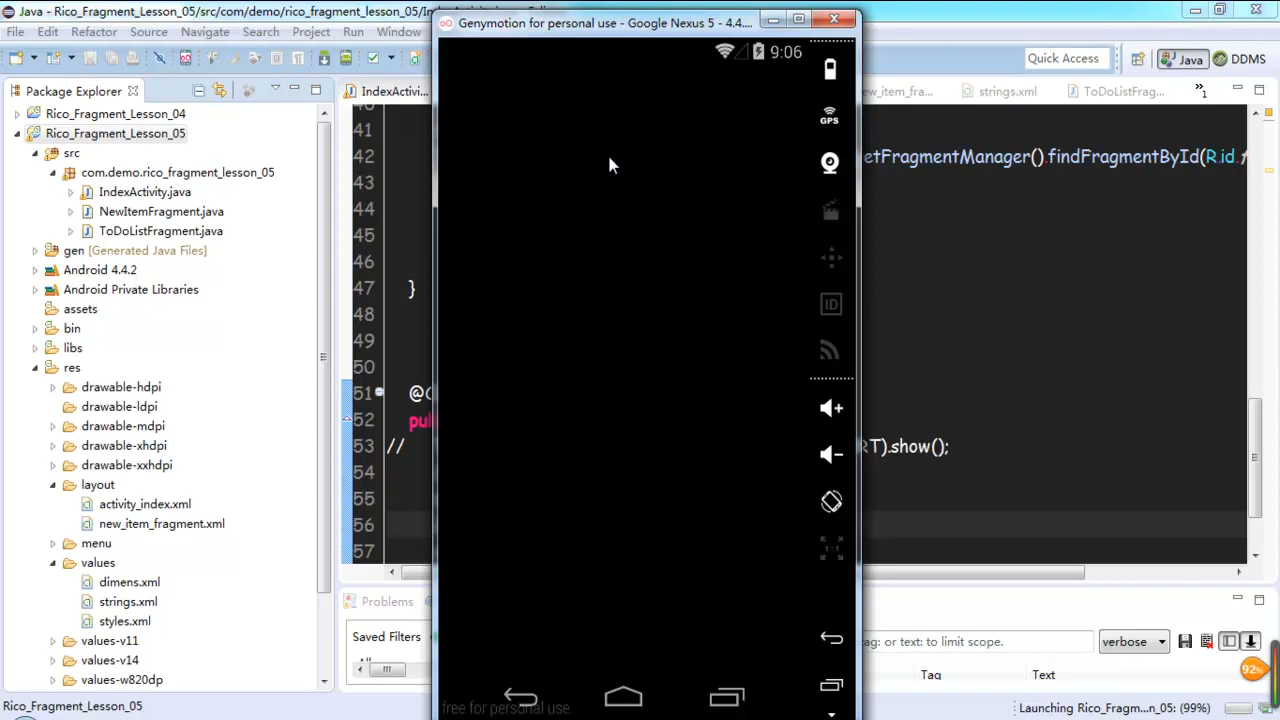 Java - Rico_Fragment_Lesson_05/src/com/demo/rico_fragment_lesson_05/
Genymotion for personal use - Google Nexus 5 - 4.4....
File Edit Source Refactor Navigate Search Project Run Window
Quick Access
Java
DDMS
9:06
GPS
ID
Package Explorer
IndexActivi...
ew_item_fra...
strings.xml
ToDoListFrag...
1
Rico_Fragment_Lesson_04
Rico_Fragment_Lesson_05
src
com.demo.rico_fragment_lesson_05
IndexActivity.java
NewItemFragment.java
ToDoListFragment.java
gen [Generated Java Files]
Android 4.4.2
Android Private Libraries
assets
bin
libs
res
drawable-hdpi
drawable-ldpi
drawable-mdpi
drawable-xhdpi
drawable-xxhdpi
layout
activity_index.xml
new_item_fragment.xml
menu
values
dimens.xml
strings.xml
styles.xml
values-v11
values-v14
values-w820dp
41
42 etFragmentManager().findFragmentById(R.id.f
43
44
45
46
47 }
48
49
50
51
52 pul
53 // RT).show();
54
55
56
57
Problems
Saved Filters
ag: or text: to limit scope.
verbose
Tag
Text
92%
free for personal use
Rico_Fragment_Lesson_05
Launching Rico_Fragm...n_05: (99%)